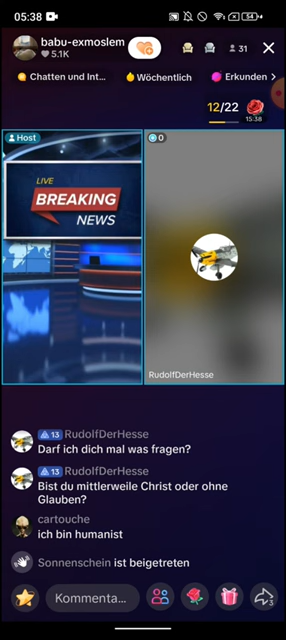 05:38
54
babu-exmoslem
5.1K
31
Chatten und Int...
Wöchentlich
Erkunden
12/22
15:38
Host
0
LIVE
BREAKING
NEWS
RudolfDerHesse
13 RudolfDerHesse
Darf ich dich mal was fragen?
13 RudolfDerHesse
Bist du mittlerweile Christ oder ohne
Glauben?
cartouche
ich bin humanist
Sonnenschein ist beigetreten
Kommenta...
3